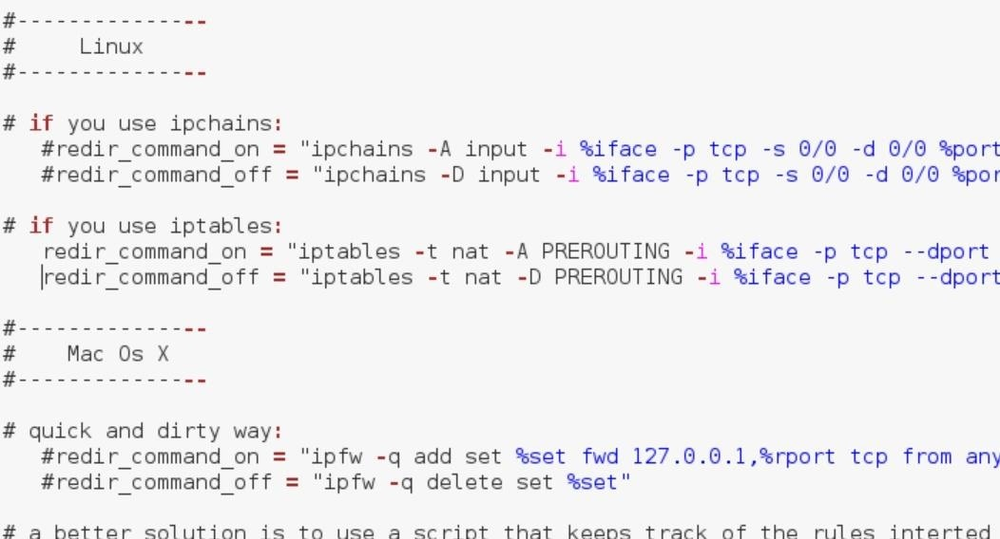 #---------------
#     Linux
#---------------
# if you use ipchains:
#redir_command_on = "ipchains -A input -i %iface -p tcp -s 0/0 -d 0/0 %port
#redir_command_off = "ipchains -D input -i %iface -p tcp -s 0/0 -d 0/0 %por
# if you use iptables:
redir_command_on = "iptables -t nat -A PREROUTING -i %iface -p tcp --dport
redir_command_off = "iptables -t nat -D PREROUTING -i %iface -p tcp --dport
#---------------
#    Mac Os X
#---------------
# quick and dirty way:
#redir_command_on = "ipfw -q add set %set fwd 127.0.0.1,%rport tcp from any
#redir_command_off = "ipfw -q delete set %set"
# a better solution is to use a script that keeps track of the rules interted